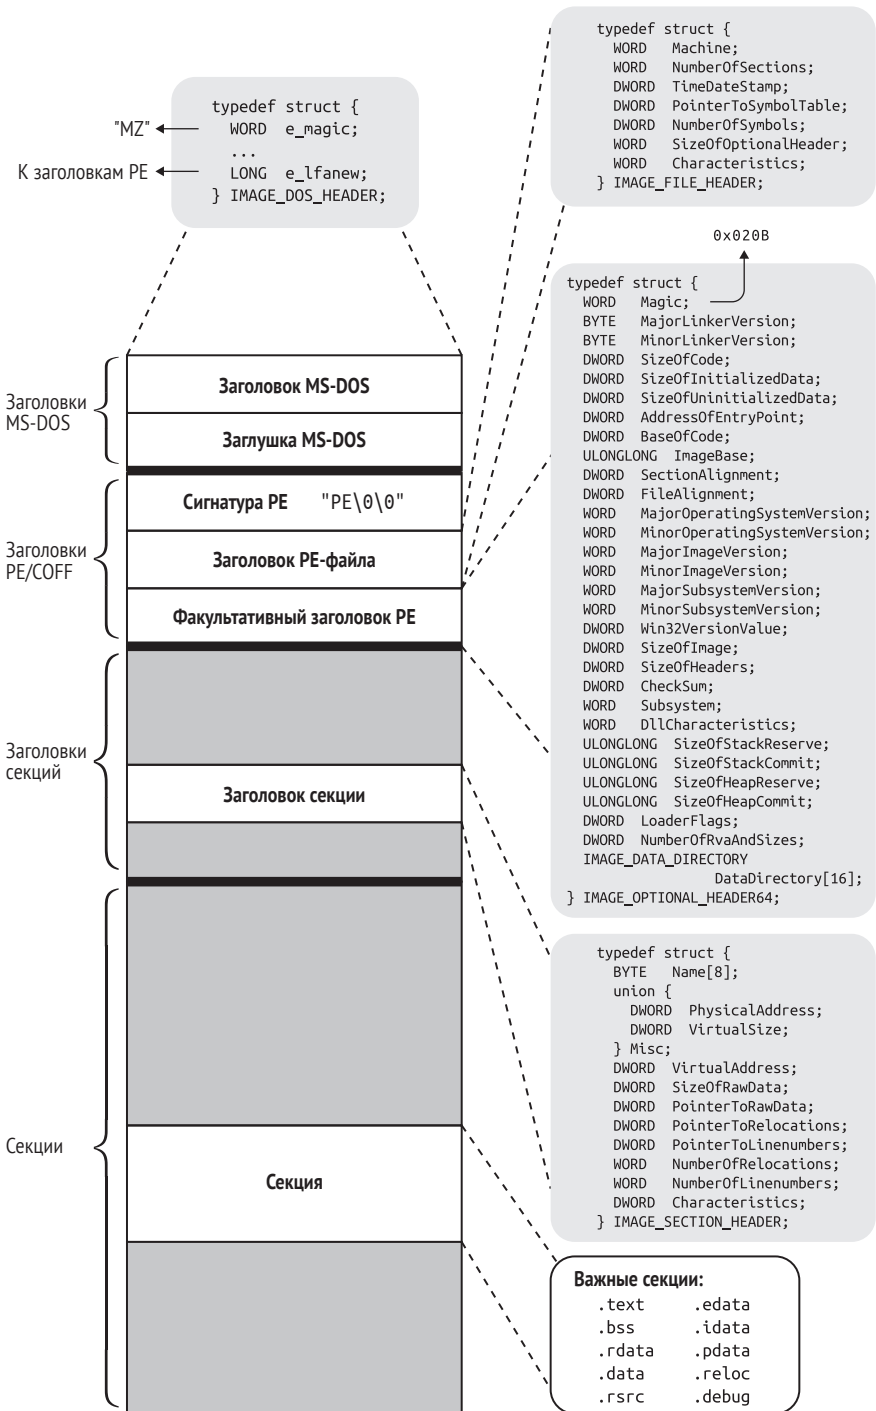 typedef struct {
WORD e_magic;
...
LONG e_lfanew;
} IMAGE_DOS_HEADER;
"MZ"
К заголовкам PE
typedef struct {
WORD Machine;
WORD NumberOfSections;
DWORD TimeDateStamp;
DWORD PointerToSymbolTable;
DWORD NumberOfSymbols;
WORD SizeOfOptionalHeader;
WORD Characteristics;
} IMAGE_FILE_HEADER;
0x020B
typedef struct {
WORD Magic;
BYTE MajorLinkerVersion;
BYTE MinorLinkerVersion;
DWORD SizeOfCode;
DWORD SizeOfInitializedData;
DWORD SizeOfUninitializedData;
DWORD AddressOfEntryPoint;
DWORD BaseOfCode;
ULONGLONG ImageBase;
DWORD SectionAlignment;
DWORD FileAlignment;
WORD MajorOperatingSystemVersion;
WORD MinorOperatingSystemVersion;
WORD MajorImageVersion;
WORD MinorImageVersion;
WORD MajorSubsystemVersion;
WORD MinorSubsystemVersion;
DWORD Win32VersionValue;
DWORD SizeOfImage;
DWORD SizeOfHeaders;
DWORD CheckSum;
WORD Subsystem;
WORD DllCharacteristics;
ULONGLONG SizeOfStackReserve;
ULONGLONG SizeOfStackCommit;
ULONGLONG SizeOfHeapReserve;
ULONGLONG SizeOfHeapCommit;
DWORD LoaderFlags;
DWORD NumberOfRvaAndSizes;
IMAGE_DATA_DIRECTORY
DataDirectory[16];
} IMAGE_OPTIONAL_HEADER64;
Заголовки
MS-DOS
Заголовок MS-DOS
Заглушка MS-DOS
Заголовки
PE/COFF
Сигнатура PE "PE\0\0"
Заголовок PE-файла
Факультативный заголовок PE
Заголовки
секций
Заголовок секции
Секции
Секция
typedef struct {
BYTE Name[8];
union {
DWORD PhysicalAddress;
DWORD VirtualSize;
} Misc;
DWORD VirtualAddress;
DWORD SizeOfRawData;
DWORD PointerToRawData;
DWORD PointerToRelocations;
DWORD PointerToLinenumbers;
WORD NumberOfRelocations;
WORD NumberOfLinenumbers;
DWORD Characteristics;
} IMAGE_SECTION_HEADER;
Важные секции:
.text .edata
.bss .idata
.rdata .pdata
.data .reloc
.rsrc .debug